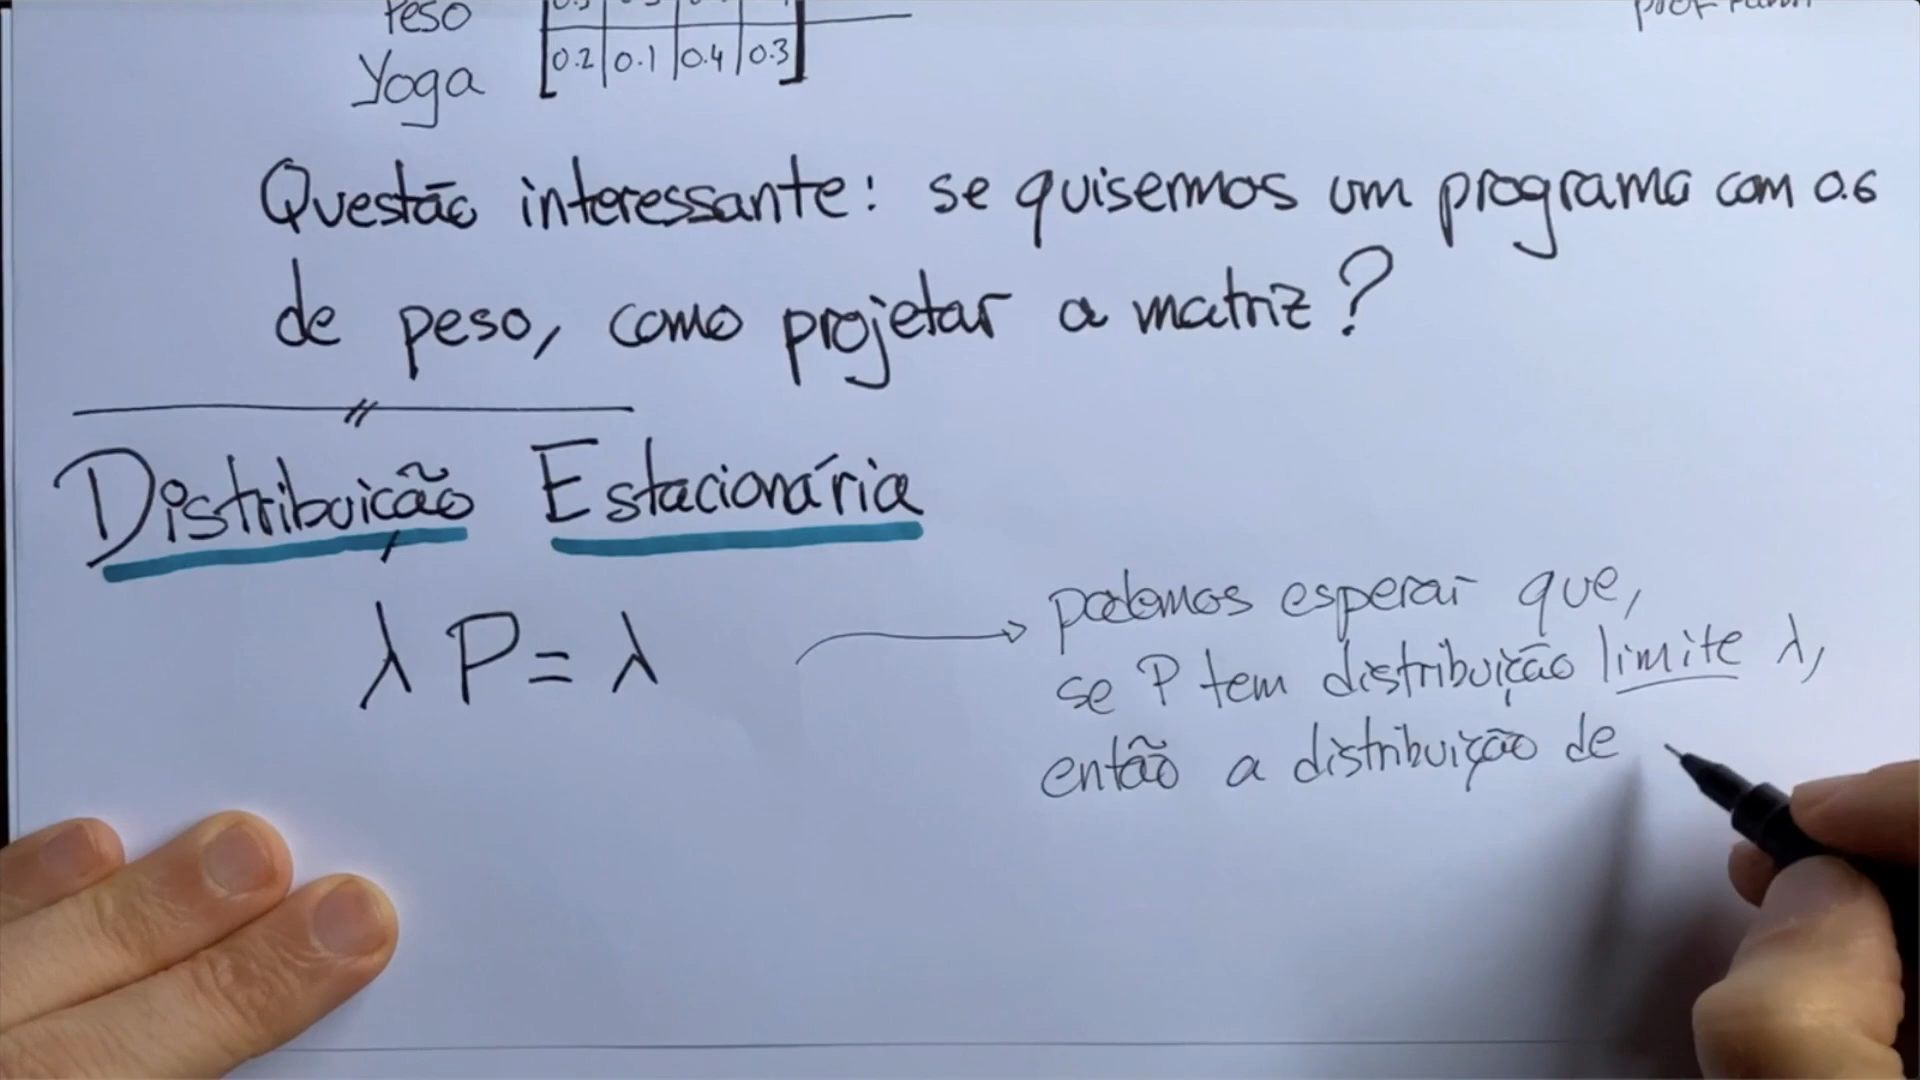 Peso
Yoga 0.2 0.1 0.4 0.3
Questão interessante: se quisermos um programa com 0.6
de peso, como projetar a matriz?
Distribuição Estacionária
λ P = λ
podemos esperar que,
se P tem distribuição limite λ,
então a distribuição de